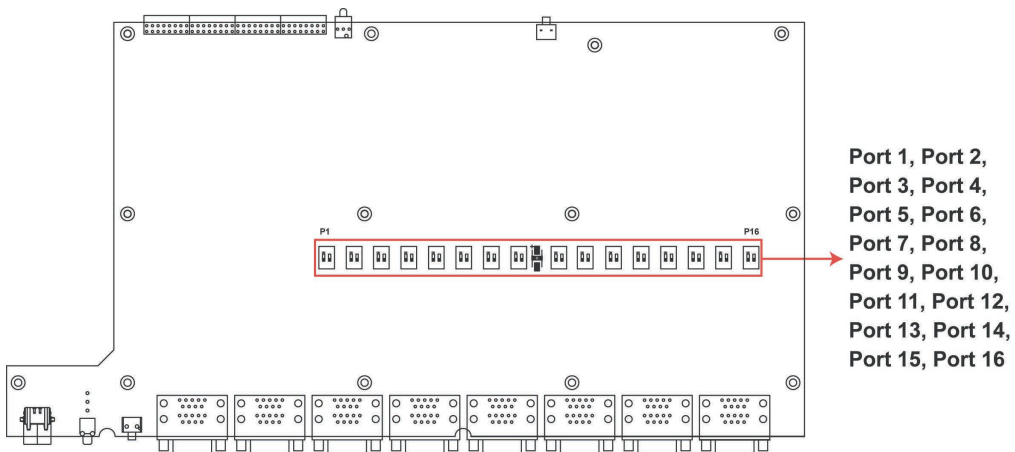 P1
P16
Port 1, Port 2,
Port 3, Port 4,
Port 5, Port 6,
Port 7, Port 8,
Port 9, Port 10,
Port 11, Port 12,
Port 13, Port 14,
Port 15, Port 16